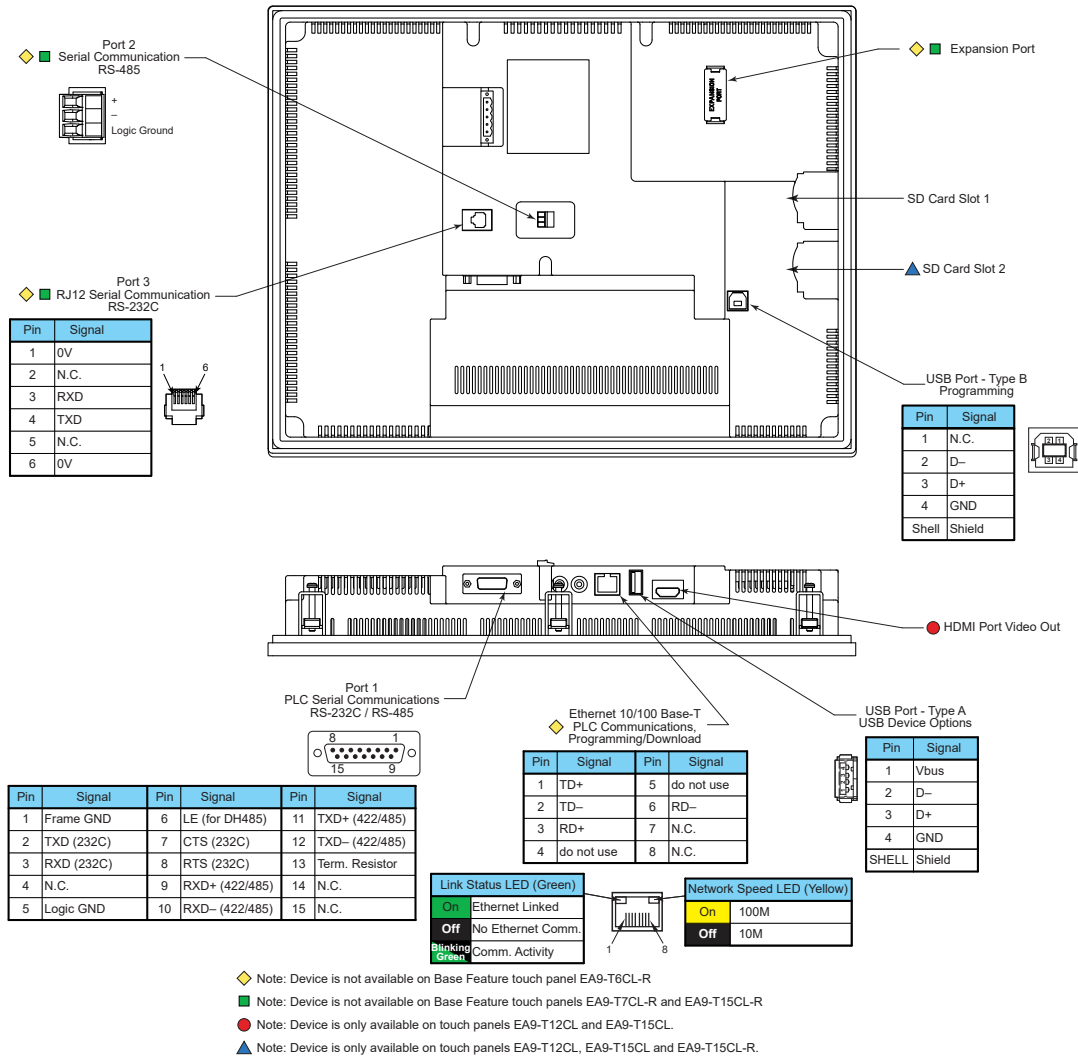 Port 2
Serial Communication
RS-485
+
–
Logic Ground
Expansion Port
EXPANSION
PORT
SD Card Slot 1
SD Card Slot 2
Port 3
RJ12 Serial Communication
RS-232C
Pin Signal
1 0V
2 N.C.
3 RXD
4 TXD
5 N.C.
6 0V
1 6
USB Port - Type B
Programming
Pin Signal
1 N.C.
2 D–
3 D+
4 GND
Shell Shield
2 1
3 4
HDMI Port Video Out
Port 1
PLC Serial Communications
RS-232C / RS-485
8 1
15 9
Pin Signal Pin Signal Pin Signal
1 Frame GND 6 LE (for DH485) 11 TXD+ (422/485)
2 TXD (232C) 7 CTS (232C) 12 TXD– (422/485)
3 RXD (232C) 8 RTS (232C) 13 Term. Resistor
4 N.C. 9 RXD+ (422/485) 14 N.C.
5 Logic GND 10 RXD– (422/485) 15 N.C.
Ethernet 10/100 Base-T
PLC Communications,
Programming/Download
Pin Signal Pin Signal
1 TD+ 5 do not use
2 TD– 6 RD–
3 RD+ 7 N.C.
4 do not use 8 N.C.
USB Port - Type A
USB Device Options
Pin Signal
1 Vbus
2 D–
3 D+
4 GND
SHELL Shield
Link Status LED (Green)
On Ethernet Linked
Off No Ethernet Comm.
Blinking Green Comm. Activity
1 8
Network Speed LED (Yellow)
On 100M
Off 10M
Note: Device is not available on Base Feature touch panel EA9-T6CL-R
Note: Device is not available on Base Feature touch panels EA9-T7CL-R and EA9-T15CL-R
Note: Device is only available on touch panels EA9-T12CL and EA9-T15CL.
Note: Device is only available on touch panels EA9-T12CL, EA9-T15CL and EA9-T15CL-R.